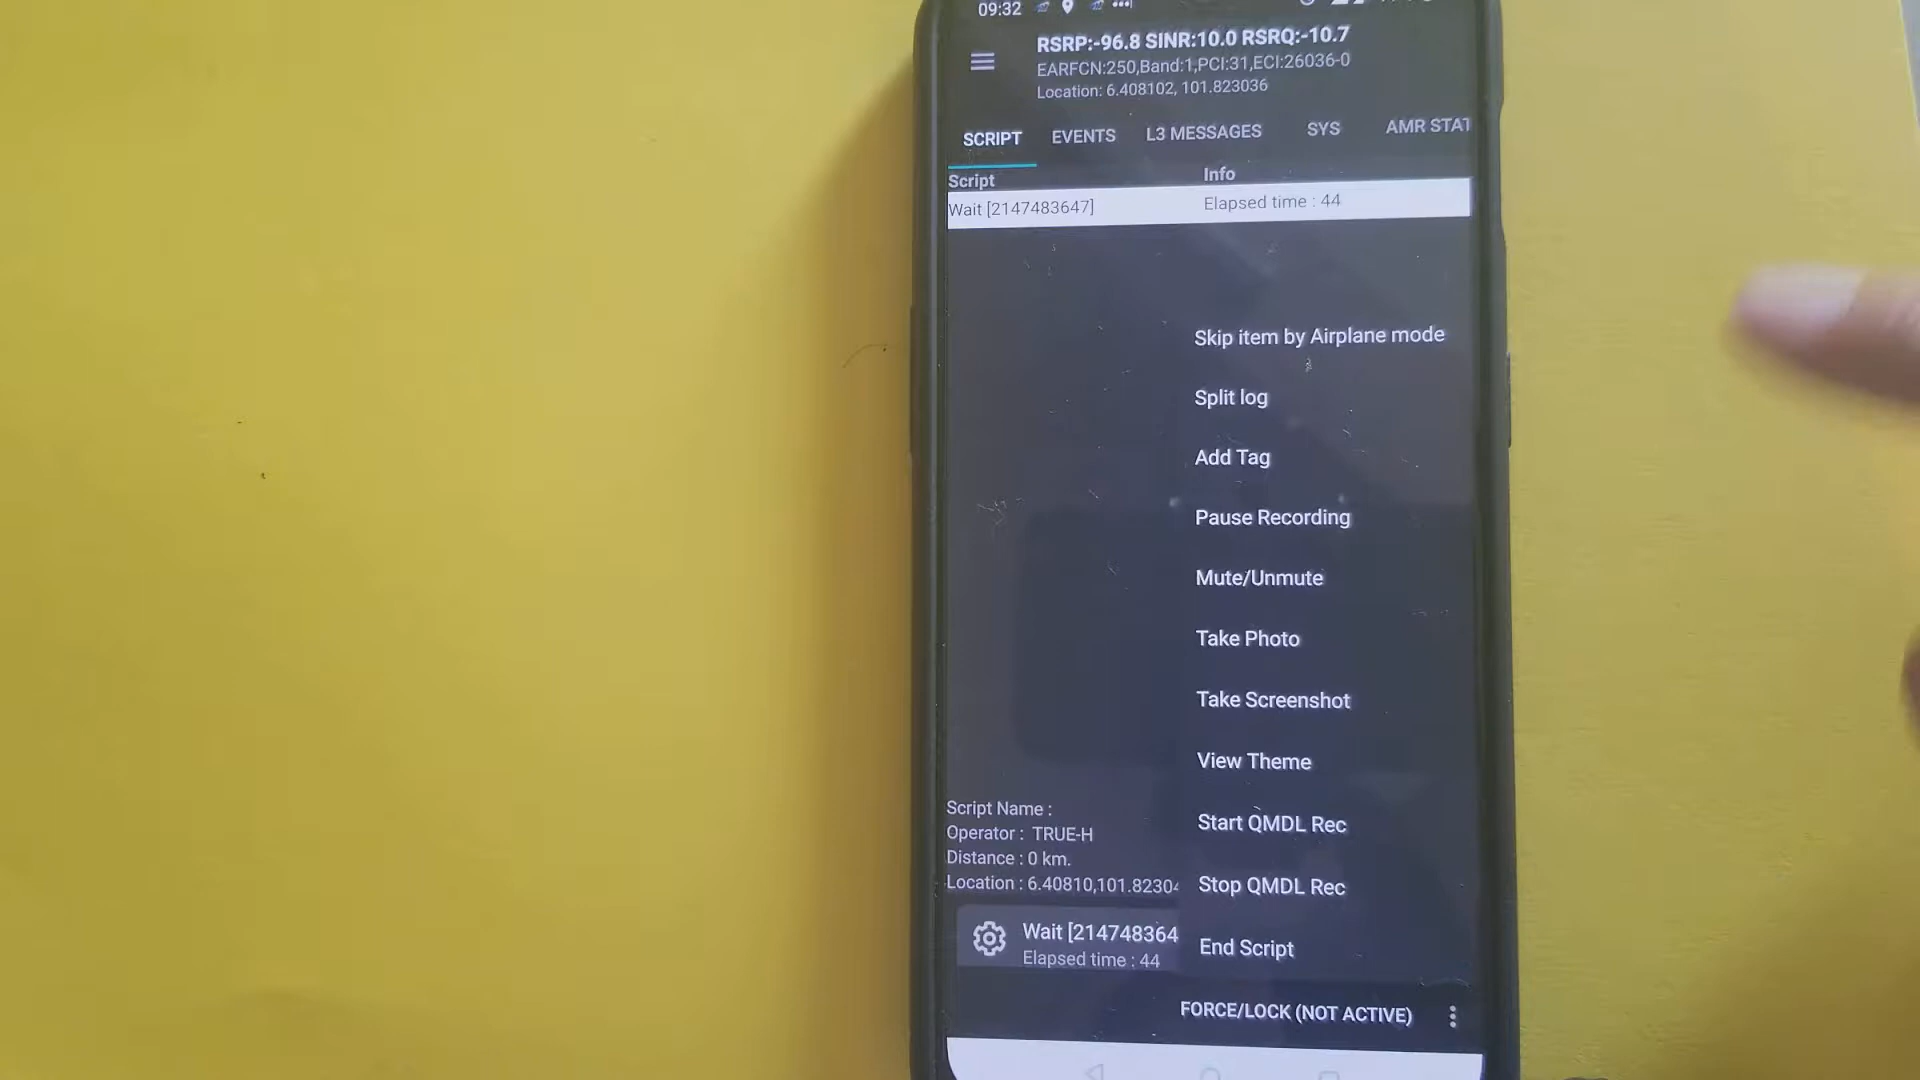 09:32
RSRP:-96.8 SINR:10.0 RSRQ:-10.7
EARFCN:250,Band:1,PCI:31,ECI:26036-0
Location: 6.408102, 101.823036
SCRIPT EVENTS L3 MESSAGES SYS AMR STAT
Script Info
Wait [2147483647] Elapsed time : 44
Skip item by Airplane mode
Split log
Add Tag
Pause Recording
Mute/Unmute
Take Photo
Take Screenshot
View Theme
Start QMDL Rec
Stop QMDL Rec
End Script
Script Name :
Operator : TRUE-H
Distance : 0 km.
Location : 6.40810,101.82304
Wait [214748364
Elapsed time : 44
FORCE/LOCK (NOT ACTIVE)